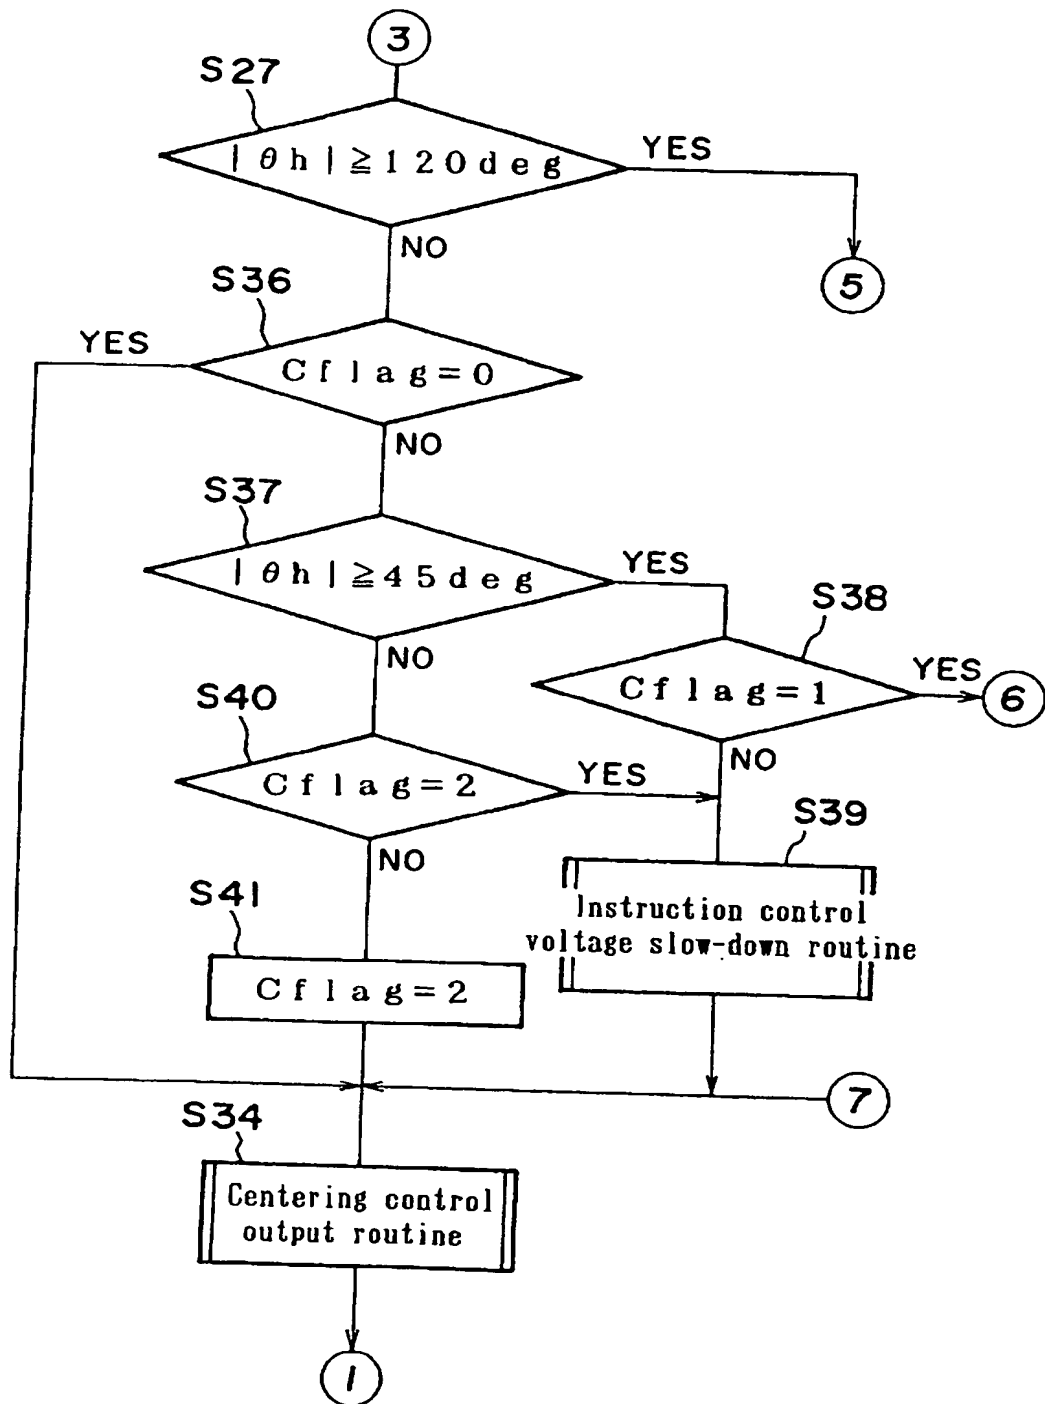 3
S27
|θh|≧120deg
YES
NO
5
S36
YES
Cflag=0
NO
S37
|θh|≧45deg
YES
NO
S38
Cflag=1
YES
6
NO
S40
Cflag=2
YES
NO
S39
Instruction control
voltage slow-down routine
S41
Cflag=2
7
S34
Centering control
output routine
1